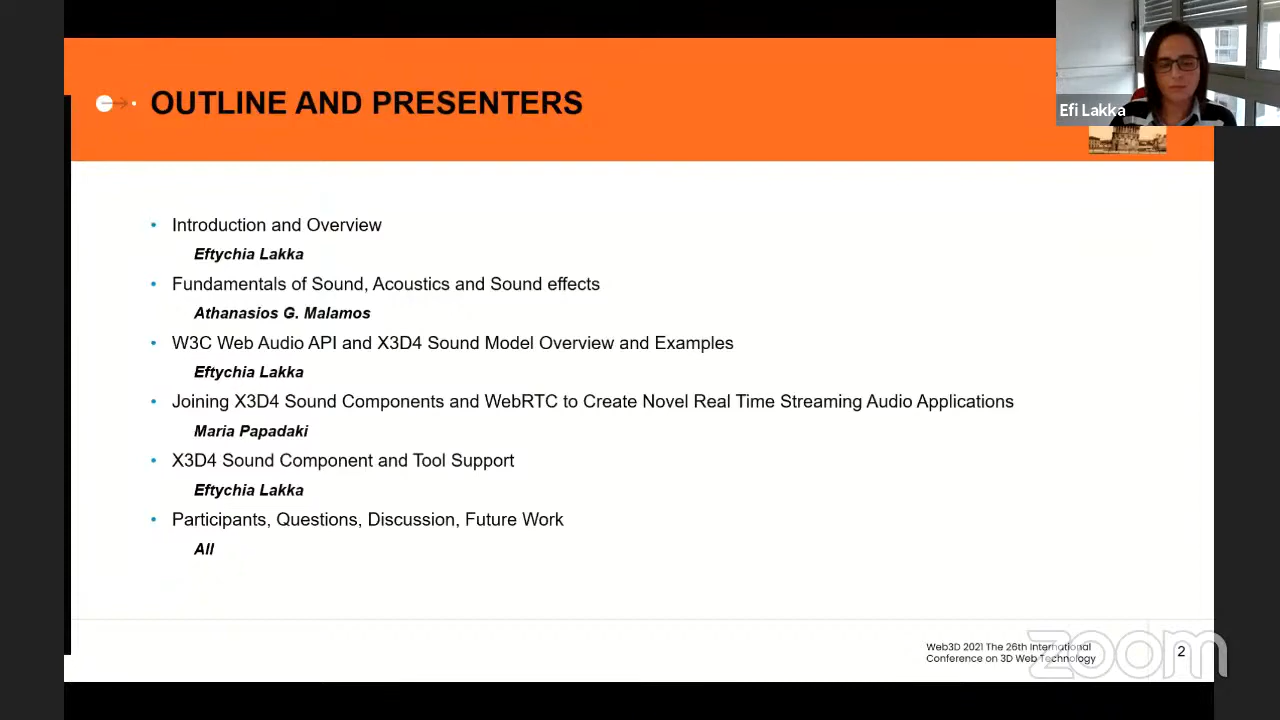 OUTLINE AND PRESENTERS
Efi Lakka
• Introduction and Overview
Eftychia Lakka
• Fundamentals of Sound, Acoustics and Sound effects
Athanasios G. Malamos
• W3C Web Audio API and X3D4 Sound Model Overview and Examples
Eftychia Lakka
• Joining X3D4 Sound Components and WebRTC to Create Novel Real Time Streaming Audio Applications
Maria Papadaki
• X3D4 Sound Component and Tool Support
Eftychia Lakka
• Participants, Questions, Discussion, Future Work
All
Web3D 2021 The 26th International
Conference on 3D Web Technology
2
zoom